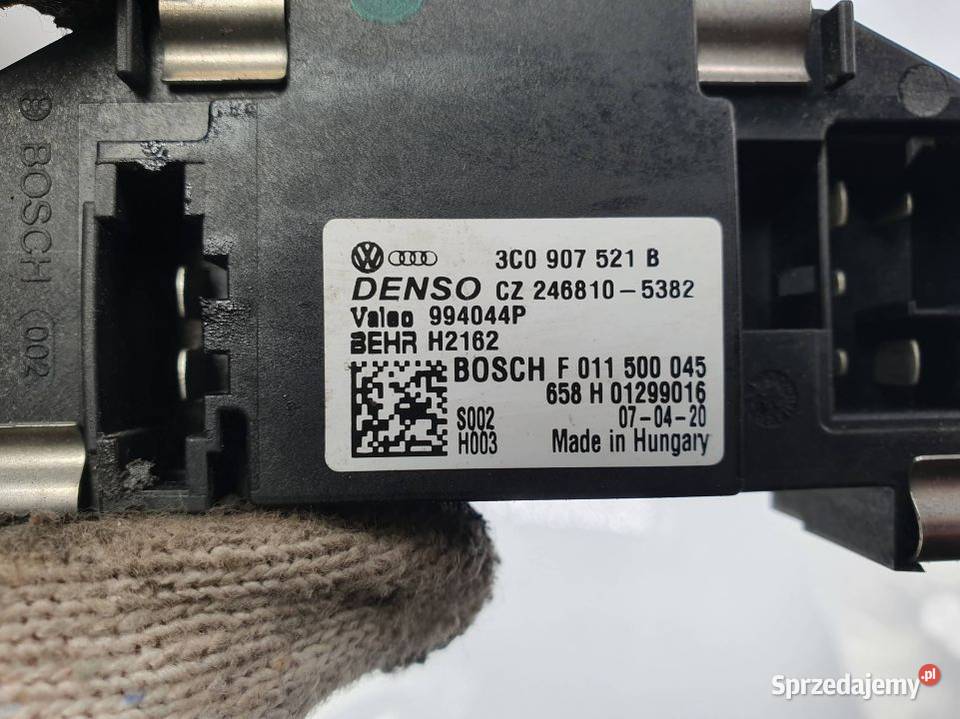 BOSCH (002
3C0 907 521 B
DENSO CZ 246810-5382
Valeo 994044P
BEHR H2162
BOSCH F 011 500 045
658 H 01299016
S002 07-04-20
H003 Made in Hungary
Sprzedajemy.pl